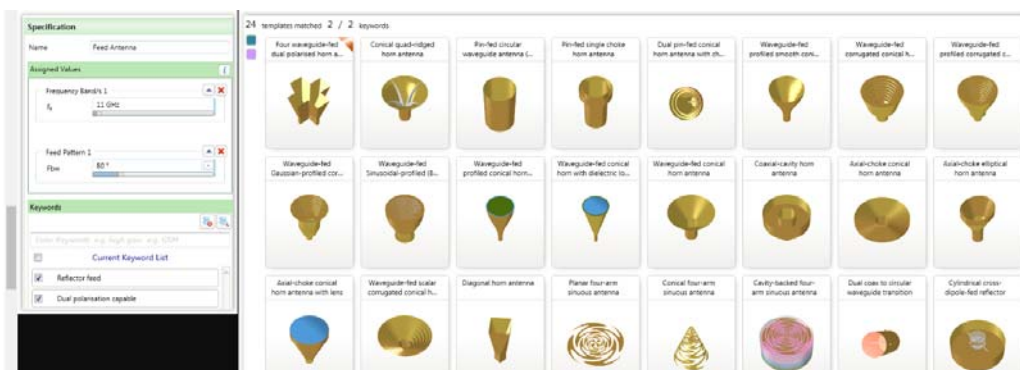 Specification
Name Feed Antenna
Assigned Values
Frequency Band/s 1
11 GHz
Feed Pattern 1
Fbw 80 °
Keywords
Current Keyword List
Reflector feed
Dual polarisation capable
24 templates matched 2 / 2 keywords
Four waveguide-fed
dual polarised horn a...
Conical quad-ridged
horn antenna
Pin-fed circular
waveguide antenna (...
Pin-fed single choke
horn antenna
Dual pin-fed conical
horn antenna with ch...
Waveguide-fed
profiled smooth coni...
Waveguide-fed
corrugated conical h...
Waveguide-fed
profiled corrugated c...
Waveguide-fed
Gaussian-profiled cor...
Waveguide-fed
Sinusoidal-profiled (B...
Waveguide-fed
profiled conical horn...
Waveguide-fed conical
horn with dielectric lo...
Waveguide-fed conical
horn antenna
Coaxial-cavity horn
antenna
Axial-choke conical
horn antenna
Axial-choke elliptical
horn antenna
Axial-choke conical
horn antenna with lens
Waveguide-fed scalar
corrugated conical h...
Diagonal horn antenna
Planar four-arm
sinuous antenna
Conical four-arm
sinuous antenna
Cavity-backed four-
arm sinuous antenna
Dual coax to circular
waveguide transition
Cylindrical cross-
dipole-fed reflector